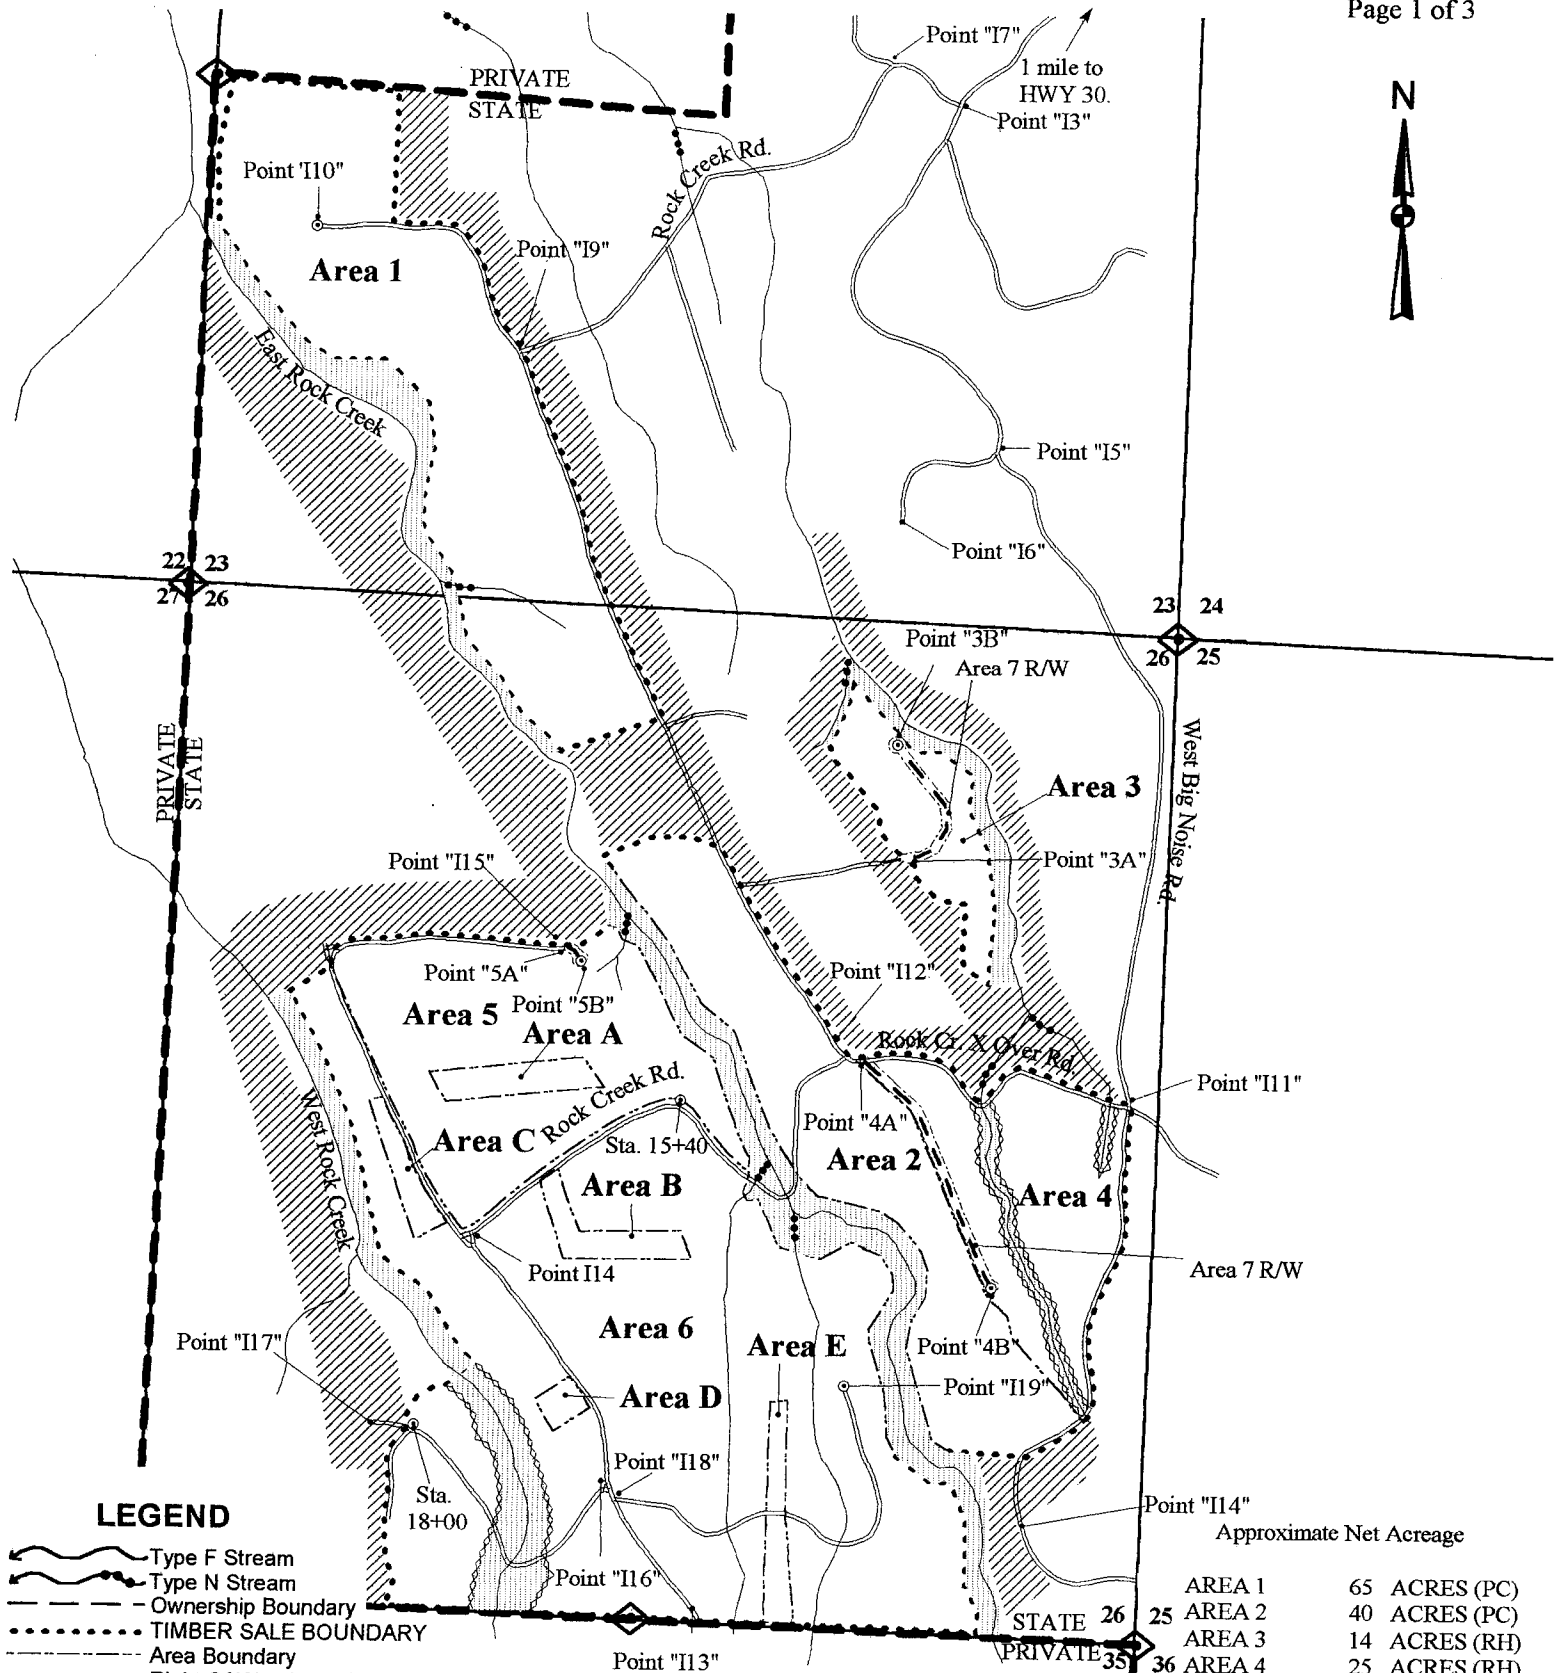 Page 1 of 3
Point "I7"
1 mile to
HWY 30.
Point "I3"
N
PRIVATE
STATE
Rock Creek Rd.
Point 'I10"
Area 1
Point "I9"
East Rock Creek
Point "I5"
Point "I6"
22 23
27 26
23 24
26 25
Point "3B"
Area 7 R/W
PRIVATE
STATE
West Big Noise Rd.
Area 3
Point "3A"
Point "I15"
Point "5A"
Point "5B"
Area 5
Area A
Point "I12"
Rock Cr. X Over Rd.
Point "I11"
Rock Creek Rd.
West Rock Creek
Area C
Sta. 15+40
Point "4A"
Area 2
Area B
Area 4
Point I14
Area 7 R/W
Area 6
Area E
Point "4B"
Point "I17"
Area D
Point "I19"
Point "I18"
Sta.
18+00
Point "I14"
Point "I16"
Point "I13"
STATE
PRIVATE
26 25
35 36
LEGEND
Type F Stream
Type N Stream
Ownership Boundary
TIMBER SALE BOUNDARY
Area Boundary
Approximate Net Acreage
AREA 1 65 ACRES (PC)
AREA 2 40 ACRES (PC)
AREA 3 14 ACRES (RH)
AREA 4 25 ACRES (RH)